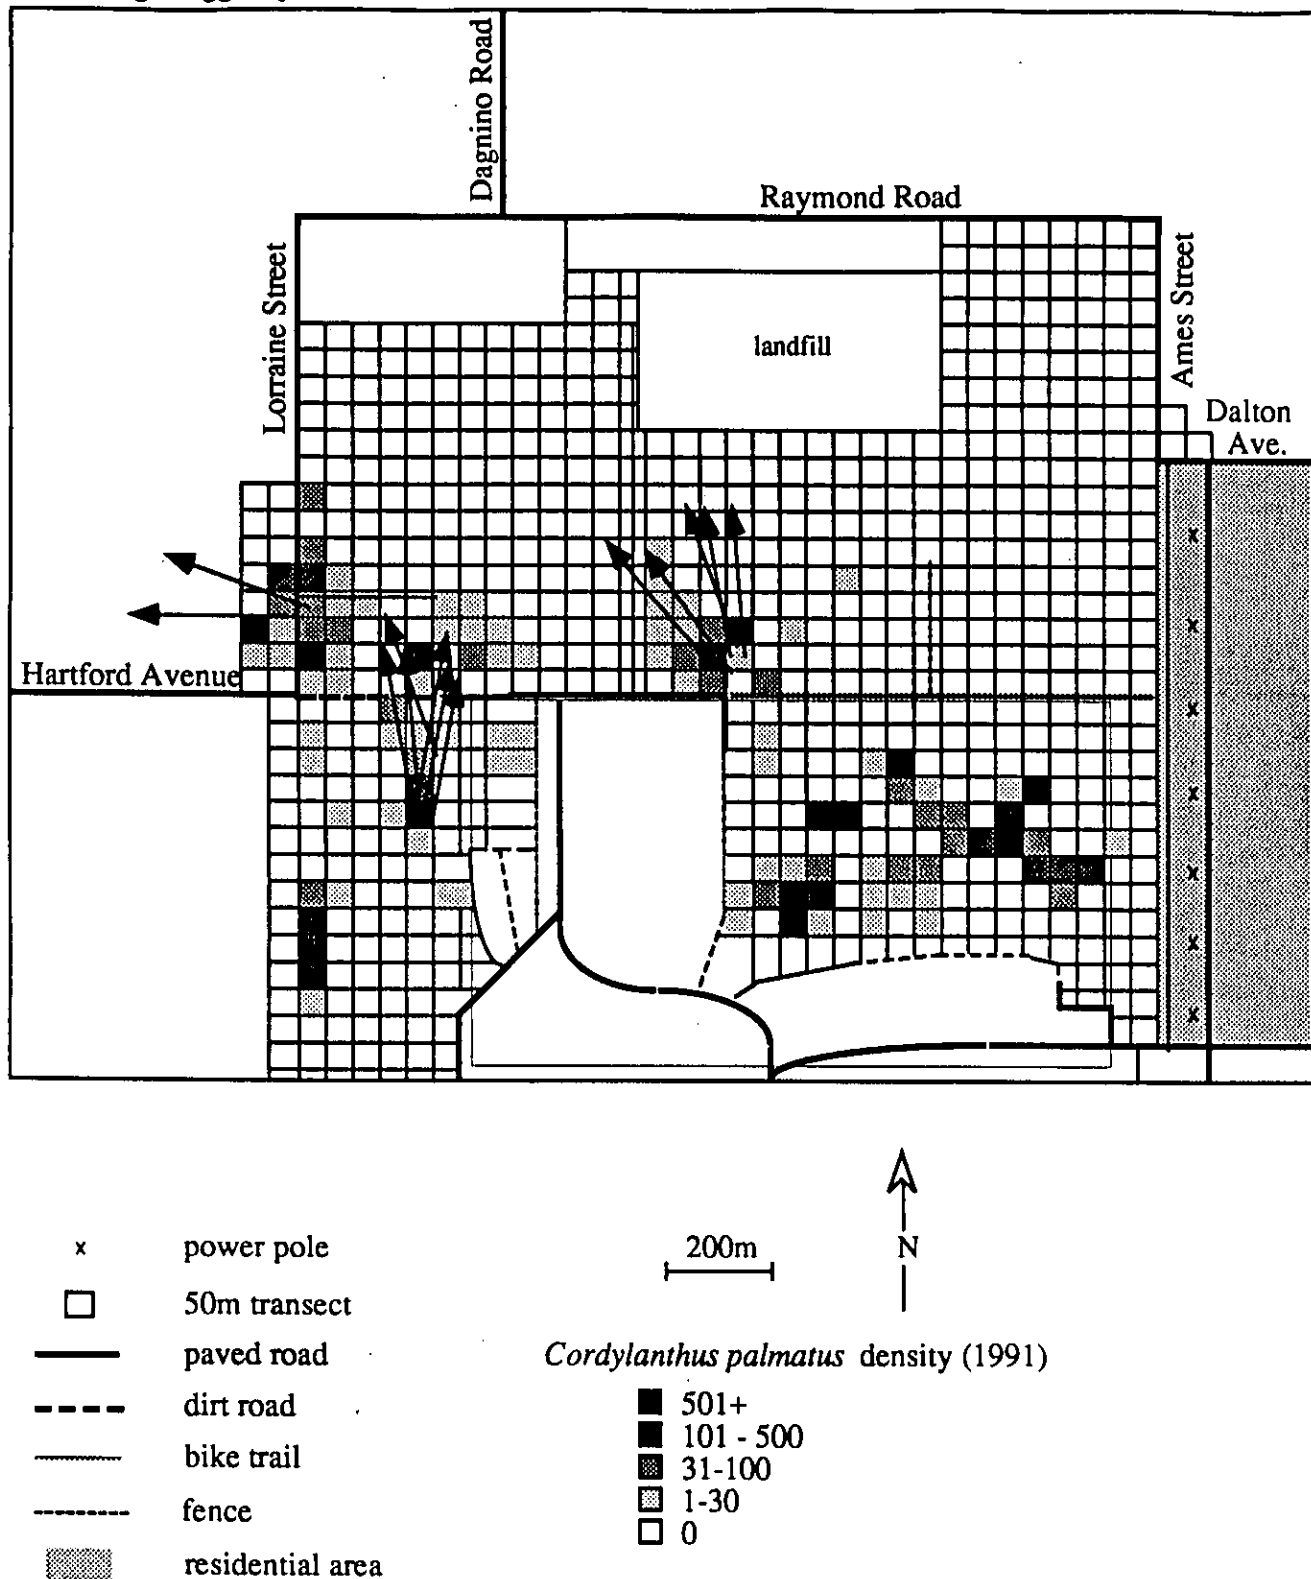 Dagnino Road
Raymond Road
Lorraine Street
Ames Street
landfill
Dalton
Ave.
Hartford Avenue
x
x
x
x
x
x
x
200m
N
x power pole
50m transect
paved road
dirt road
bike trail
fence
residential area
Cordylanthus palmatus density (1991)
501+
101 - 500
31-100
1-30
0